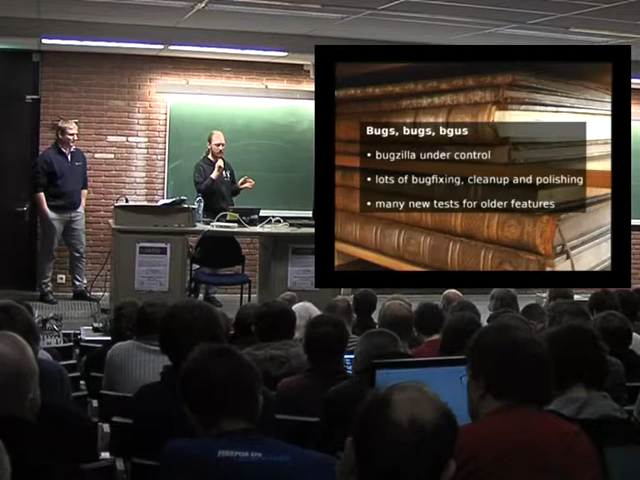 Bugs, bugs, bgus
• bugzilla under control
• lots of bugfixing, cleanup and polishing
• many new tests for older features